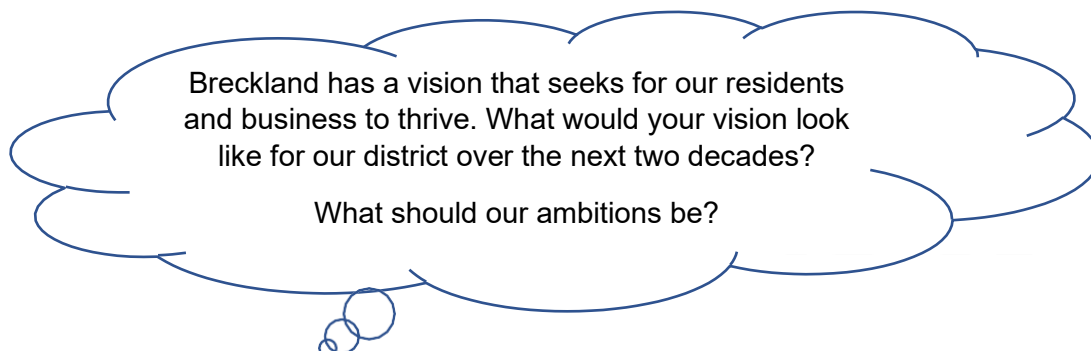 Breckland has a vision that seeks for our residents
and business to thrive. What would your vision look
like for our district over the next two decades?
What should our ambitions be?